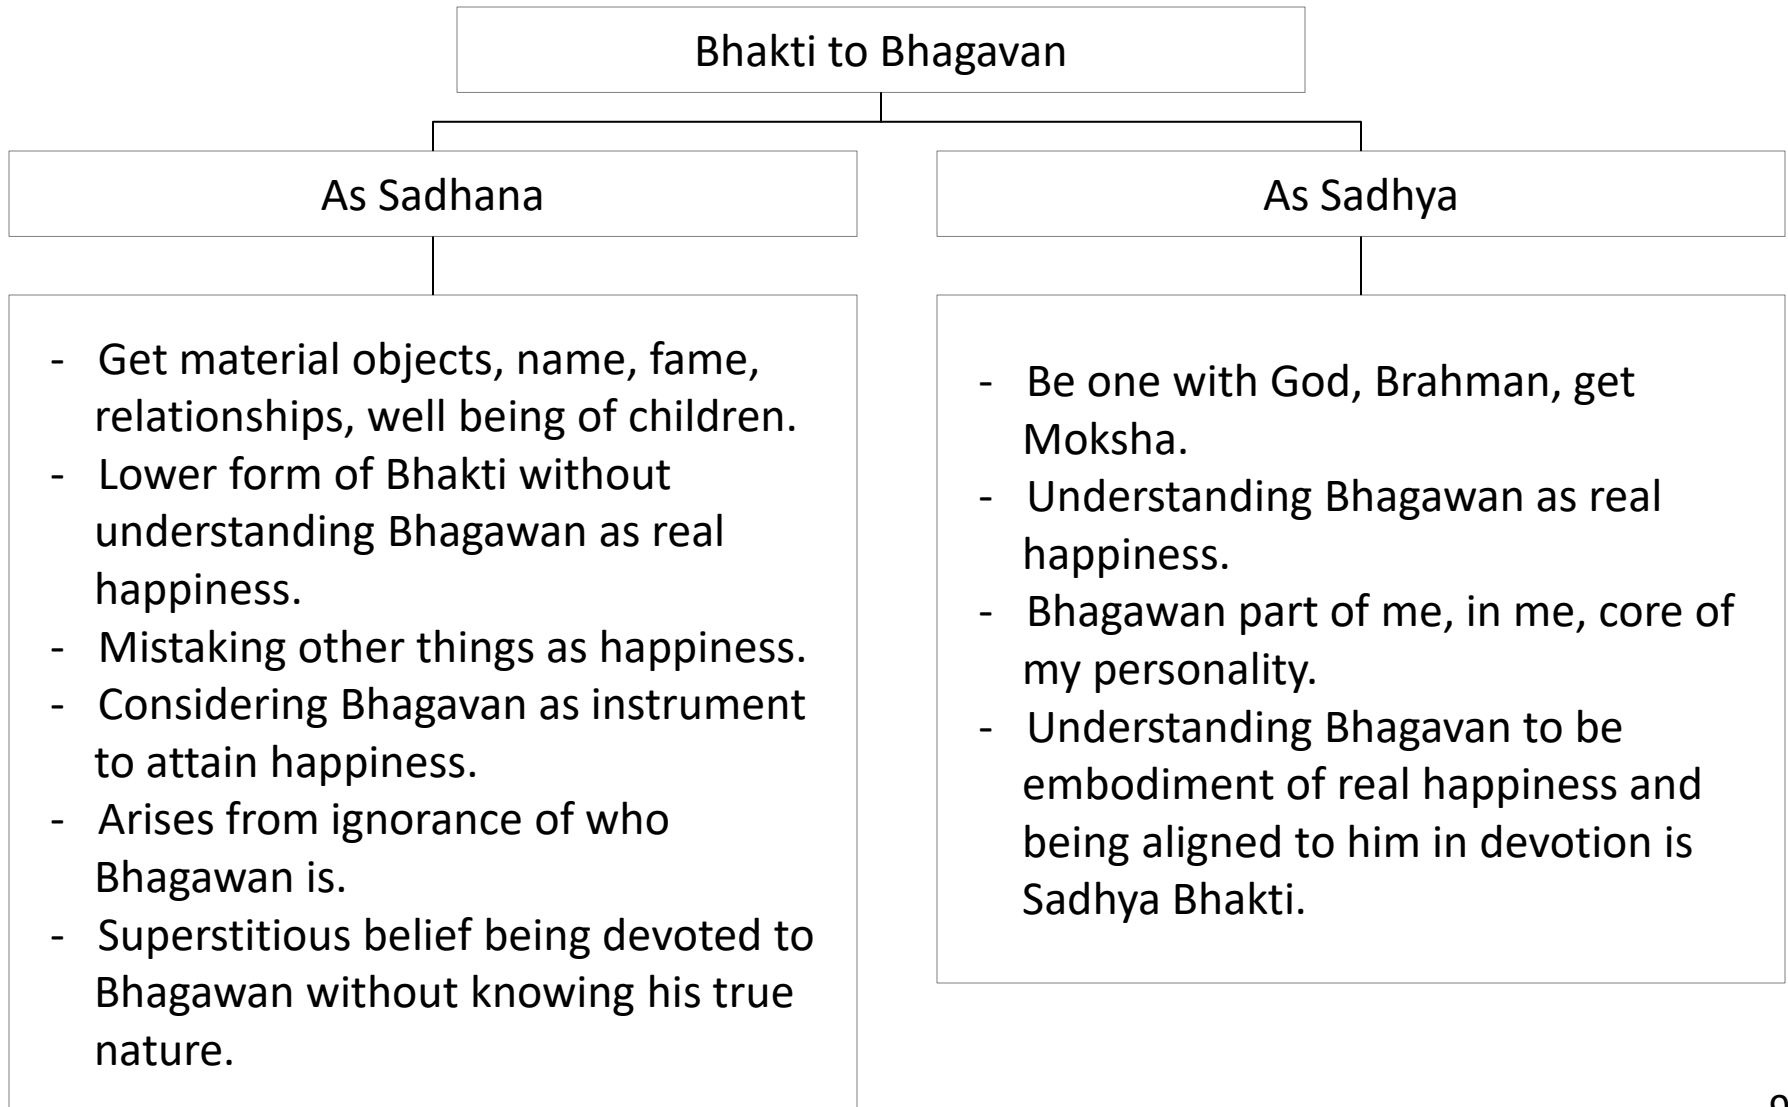 Bhakti to Bhagavan
As Sadhana
As Sadhya
- Get material objects, name, fame,
relationships, well being of children.
- Lower form of Bhakti without
understanding Bhagawan as real
happiness.
- Mistaking other things as happiness.
- Considering Bhagavan as instrument
to attain happiness.
- Arises from ignorance of who
Bhagawan is.
- Superstitious belief being devoted to
Bhagawan without knowing his true
nature.
- Be one with God, Brahman, get
Moksha.
- Understanding Bhagawan as real
happiness.
- Bhagawan part of me, in me, core of
my personality.
- Understanding Bhagavan to be
embodiment of real happiness and
being aligned to him in devotion is
Sadhya Bhakti.